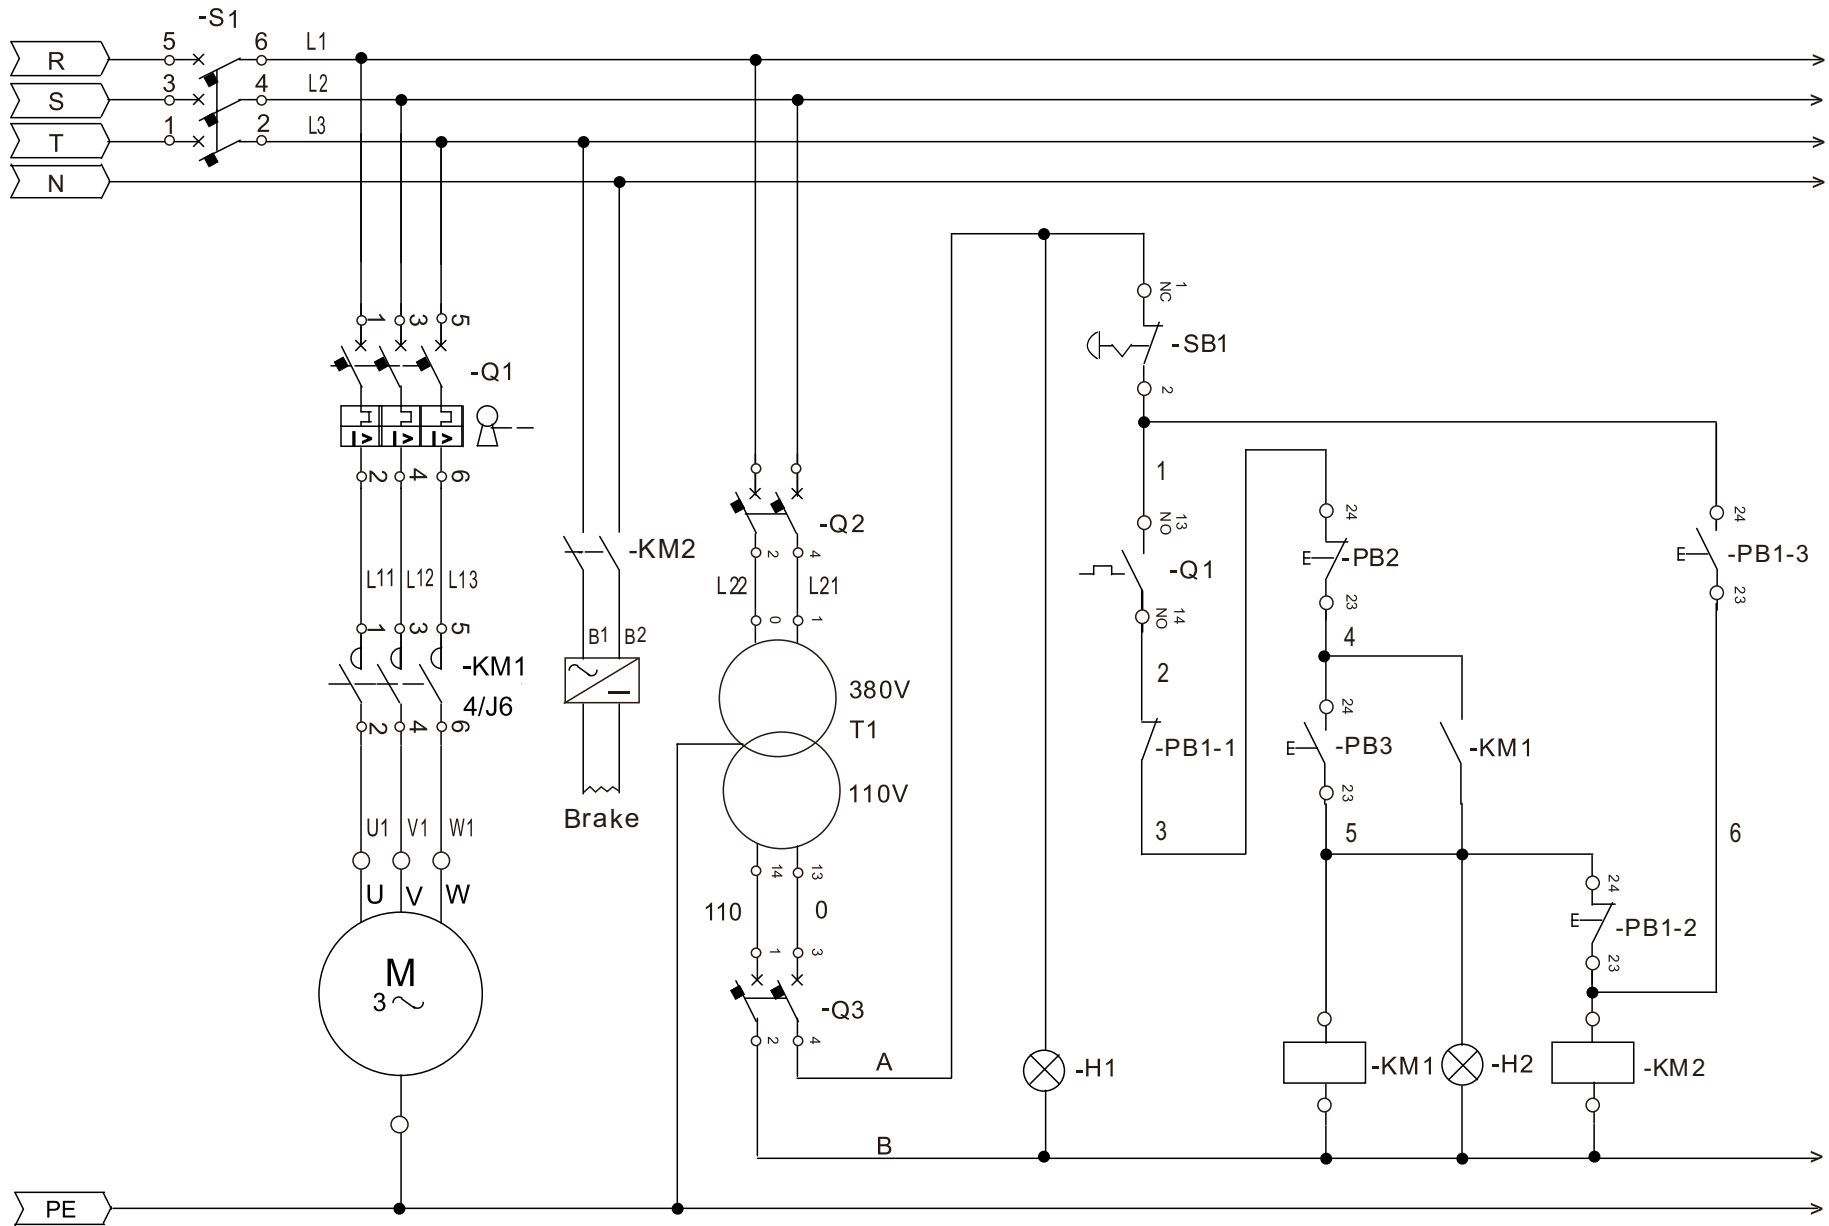 -S1
R 5 6 L1
S 3 4 L2
T 1 2 L3
N
1 3 5
-Q1
I> I> I>
2 4 6
L11 L12 L13
1 3 5
-KM1
4/J6
2 4 6
U1 V1 W1
U V W
M
3~
-KM2
B1 B2
Brake
-Q2
2 4
L22 L21
0 1
380V
T1
110V
14 13
110 0
1 3
-Q3
2 4
A
B
-H1
1
NC
-SB1
2
1
13
NO
-Q1
14
NO
2
-PB1-1
3
24
-PB2
23
4
24
-PB3
23
-KM1
5
24
-PB1-3
23
6
24
-PB1-2
23
-KM1
-H2
-KM2
PE